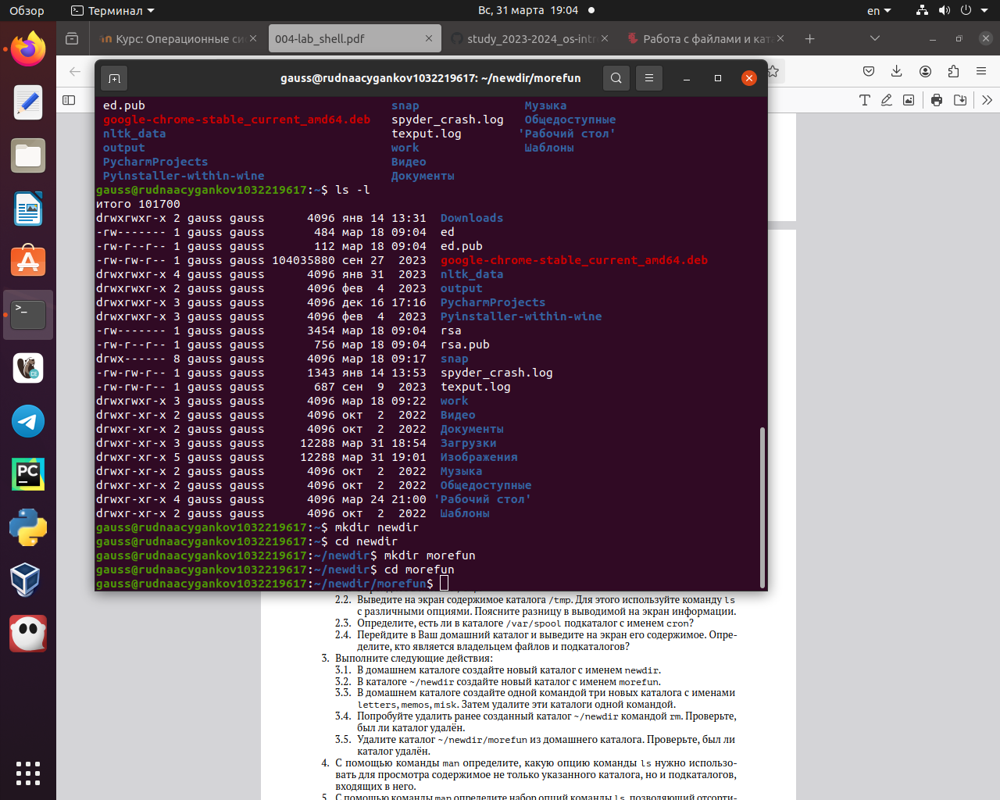 Обзор
Терминал
Вс, 31 марта 19:04
en
Курс: Операционные си
004-lab_shell.pdf
study_2023-2024_os-intr
Работа с файлами и ката
gauss@rudnaacygankov1032219617: ~/newdir/morefun
ed.pub snap Музыка
google-chrome-stable_current_amd64.deb spyder_crash.log Общедоступные
nltk_data texput.log 'Рабочий стол'
output work Шаблоны
PycharmProjects Видео
Pyinstaller-within-wine Документы
gauss@rudnaacygankov1032219617:~$ ls -l
итого 101700
drwxrwxr-x 2 gauss gauss 4096 янв 14 13:31 Downloads
-rw------- 1 gauss gauss 484 мар 18 09:04 ed
-rw-r--r-- 1 gauss gauss 112 мар 18 09:04 ed.pub
-rw-rw-r-- 1 gauss gauss 104035880 сен 27 2023 google-chrome-stable_current_amd64.deb
drwxrwxr-x 4 gauss gauss 4096 янв 31 2023 nltk_data
drwxrwxr-x 2 gauss gauss 4096 фев 4 2023 output
drwxrwxr-x 3 gauss gauss 4096 дек 16 17:16 PycharmProjects
drwxrwxr-x 3 gauss gauss 4096 фев 4 2023 Pyinstaller-within-wine
-rw------- 1 gauss gauss 3454 мар 18 09:04 rsa
-rw-r--r-- 1 gauss gauss 756 мар 18 09:04 rsa.pub
drwx------ 8 gauss gauss 4096 мар 18 09:17 snap
-rw-rw-r-- 1 gauss gauss 1343 янв 14 13:53 spyder_crash.log
-rw-rw-r-- 1 gauss gauss 687 сен 9 2023 texput.log
drwxrwxr-x 3 gauss gauss 4096 мар 18 09:22 work
drwxr-xr-x 2 gauss gauss 4096 окт 2 2022 Видео
drwxr-xr-x 2 gauss gauss 4096 окт 2 2022 Документы
drwxr-xr-x 3 gauss gauss 12288 мар 31 18:54 Загрузки
drwxr-xr-x 5 gauss gauss 12288 мар 31 19:01 Изображения
drwxr-xr-x 2 gauss gauss 4096 окт 2 2022 Музыка
drwxr-xr-x 2 gauss gauss 4096 окт 2 2022 Общедоступные
drwxr-xr-x 4 gauss gauss 4096 мар 24 21:00 'Рабочий стол'
drwxr-xr-x 2 gauss gauss 4096 окт 2 2022 Шаблоны
gauss@rudnaacygankov1032219617:~$ mkdir newdir
gauss@rudnaacygankov1032219617:~$ cd newdir
gauss@rudnaacygankov1032219617:~/newdir$ mkdir morefun
gauss@rudnaacygankov1032219617:~/newdir$ cd morefun
gauss@rudnaacygankov1032219617:~/newdir/morefun$
2.2. Выведите на экран содержимое каталога /tmp. Для этого используйте команду ls
с различными опциями. Поясните разницу в выводимой на экран информации.
2.3. Определите, есть ли в каталоге /var/spool подкаталог с именем cron?
2.4. Перейдите в Ваш домашний каталог и выведите на экран его содержимое. Опре-
делите, кто является владельцем файлов и подкаталогов?
3. Выполните следующие действия:
3.1. В домашнем каталоге создайте новый каталог с именем newdir.
3.2. В каталоге ~/newdir создайте новый каталог с именем morefun.
3.3. В домашнем каталоге создайте одной командой три новых каталога с именами
letters, memos, misk. Затем удалите эти каталоги одной командой.
3.4. Попробуйте удалить ранее созданный каталог ~/newdir командой rm. Проверьте,
был ли каталог удалён.
3.5. Удалите каталог ~/newdir/morefun из домашнего каталога. Проверьте, был ли
каталог удалён.
4. С помощью команды man определите, какую опцию команды ls нужно использо-
вать для просмотра содержимое не только указанного каталога, но и подкаталогов,
входящих в него.
5. С помощью команды man определите набор опций команды ls, позволяющий отсорти-